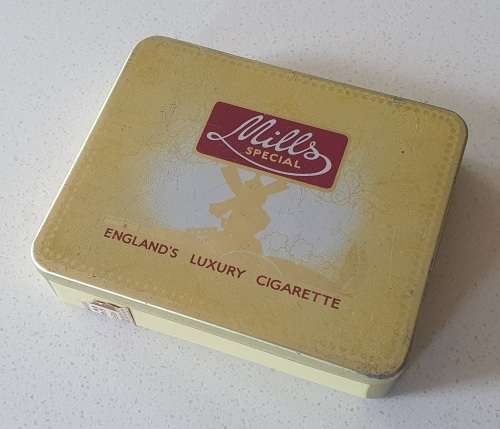 Mills
SPECIAL
ENGLAND'S LUXURY CIGARETTE